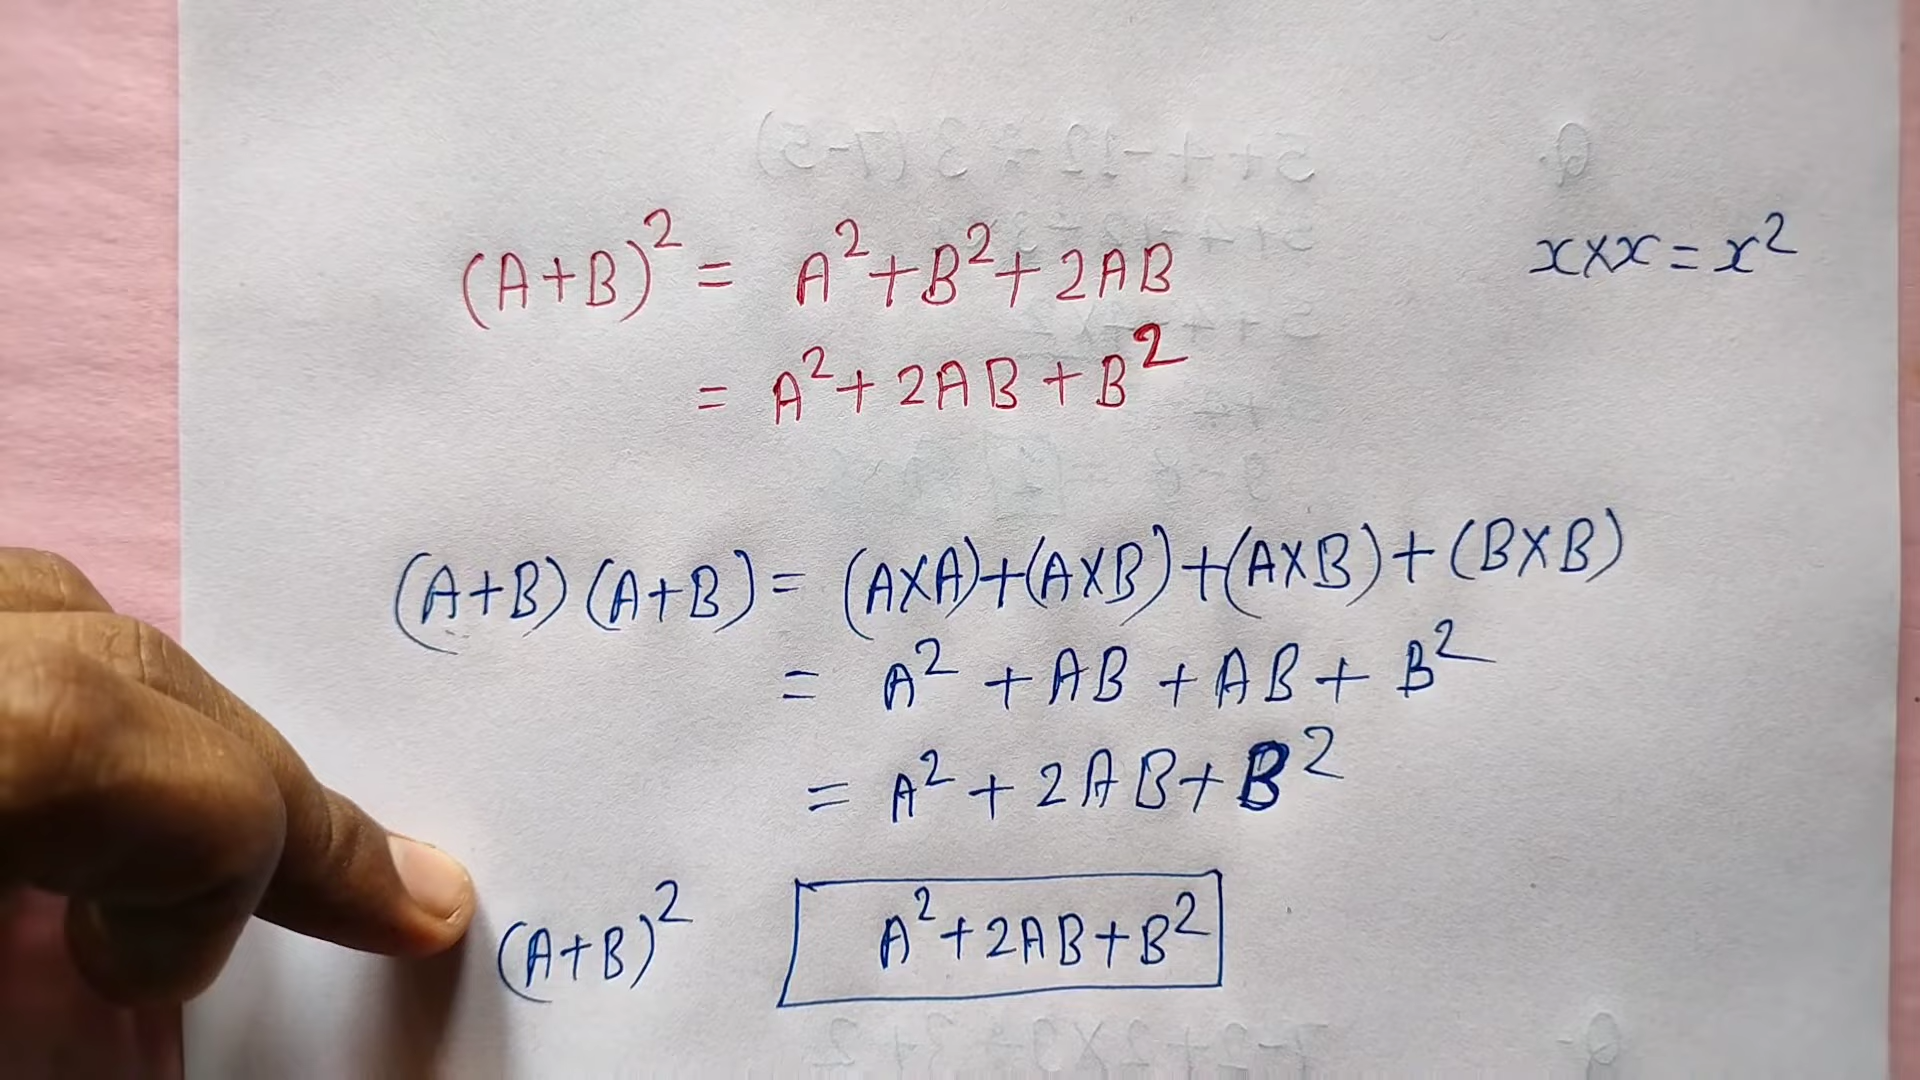 (A+B)² = A²+B²+2AB
x×x = x²
= A²+2AB+B²
(A+B)(A+B) = (A×A)+(A×B)+(A×B)+(B×B)
= A² + AB + AB + B²
= A² + 2AB + B²
(A+B)² A²+2AB+B²